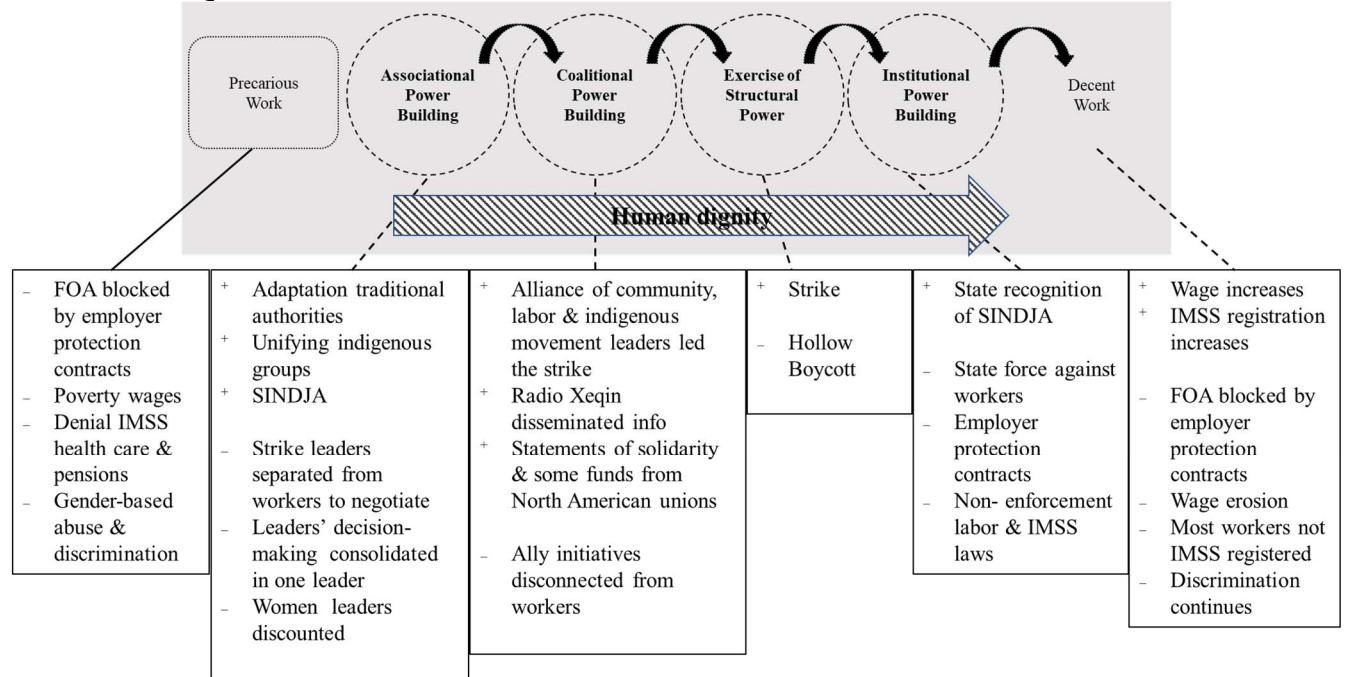 Precarious
Work
Associational
Power
Building
Coalitional
Power
Building
Exercise of
Structural
Power
Institutional
Power
Building
Decent
Work
Human dignity
– FOA blocked
by employer
protection
contracts
– Poverty wages
– Denial IMSS
health care &
pensions
– Gender-based
abuse &
discrimination
+ Adaptation traditional
authorities
+ Unifying indigenous
groups
+ SINDJA
– Strike leaders
separated from
workers to negotiate
– Leaders’ decision-
making consolidated
in one leader
– Women leaders
discounted
+ Alliance of community,
labor & indigenous
movement leaders led
the strike
+ Radio Xeqin
disseminated info
+ Statements of solidarity
& some funds from
North American unions
– Ally initiatives
disconnected from
workers
+ Strike
– Hollow
Boycott
+ State recognition
of SINDJA
– State force against
workers
– Employer
protection
contracts
– Non- enforcement
labor & IMSS
laws
+ Wage increases
+ IMSS registration
increases
– FOA blocked by
employer
protection
contracts
– Wage erosion
– Most workers not
IMSS registered
– Discrimination
continues